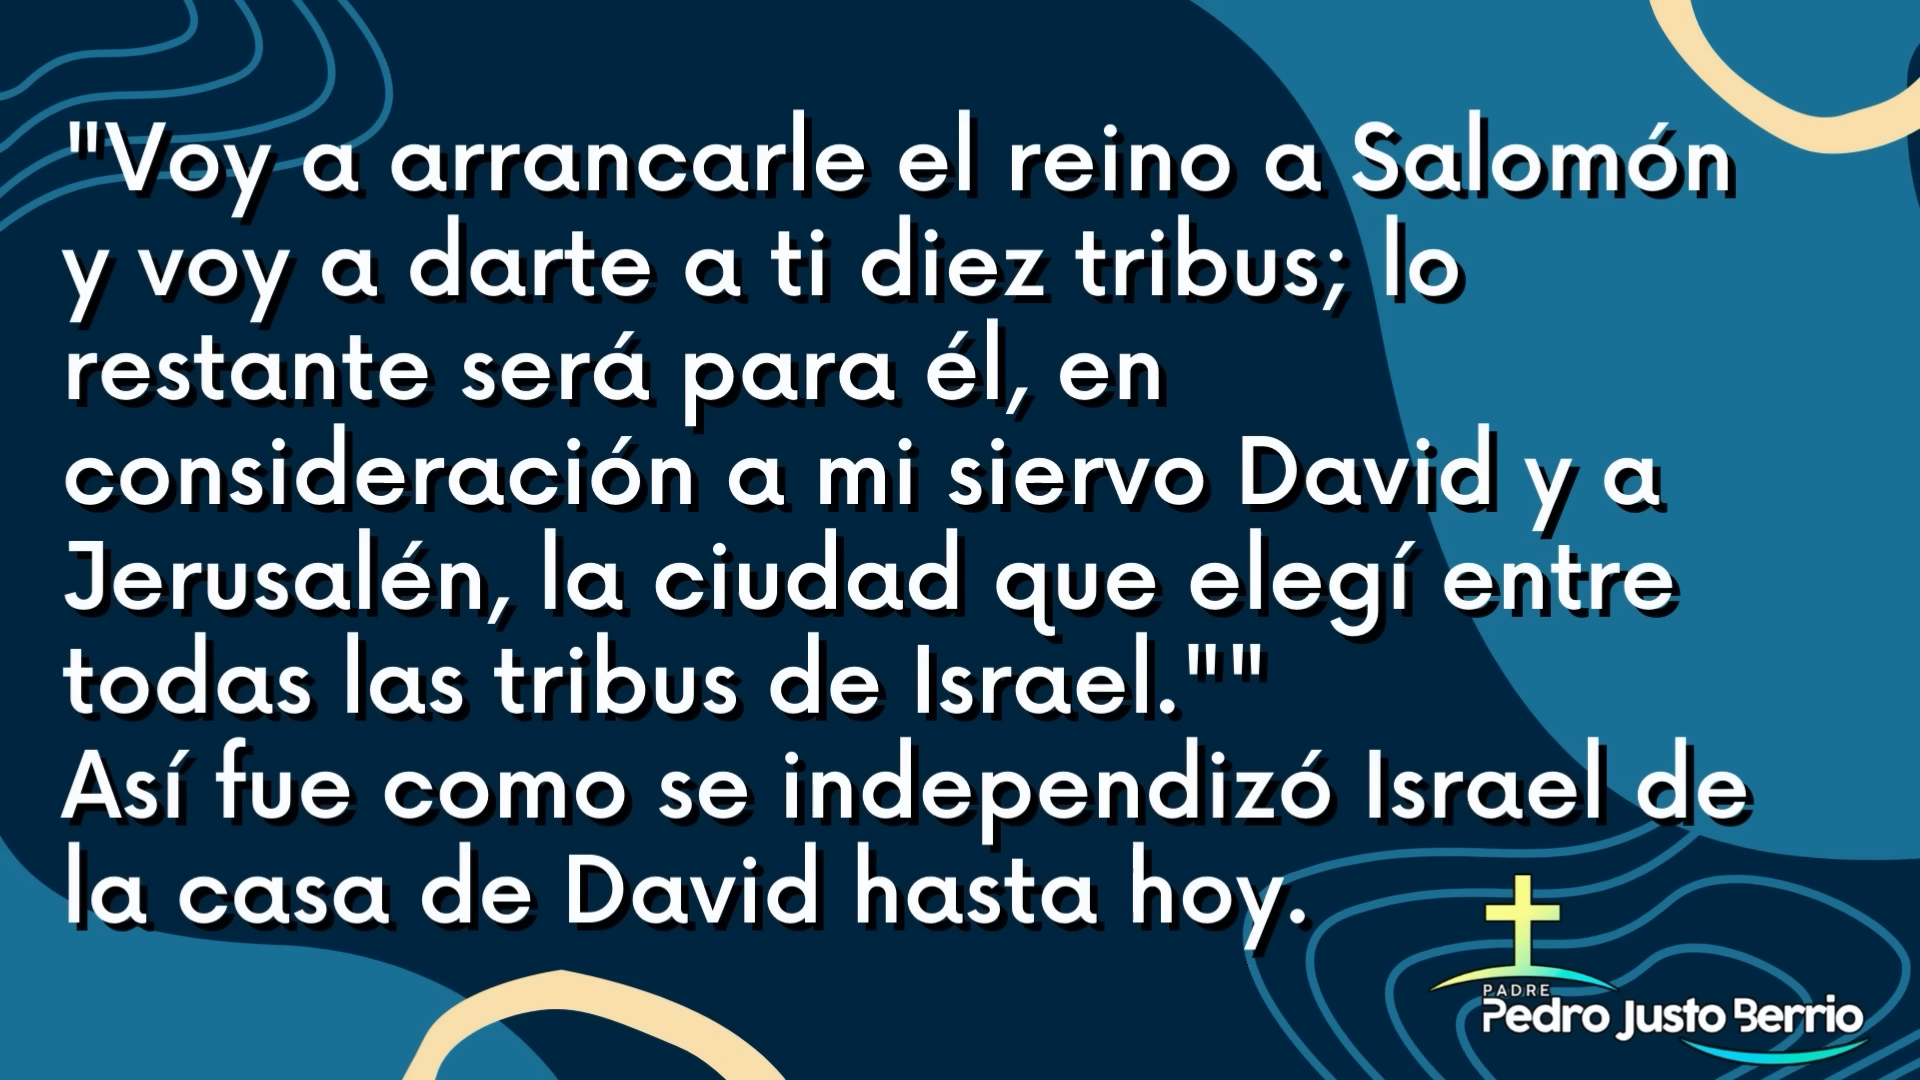 "Voy a arrancarle el reino a Salomón
y voy a darte a ti diez tribus; lo
restante será para él, en
consideración a mi siervo David y a
Jerusalén, la ciudad que elegí entre
todas las tribus de Israel.""
Así fue como se independizó Israel de
la casa de David hasta hoy.
PADRE
Pedro Justo Berrio